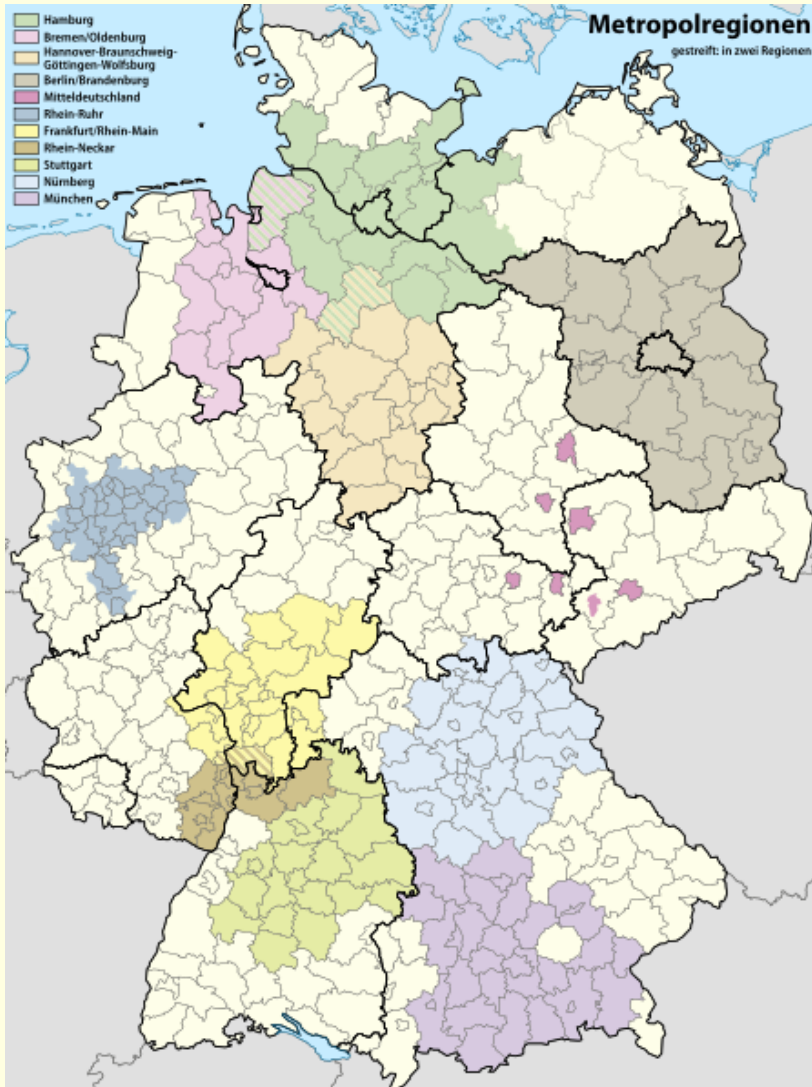 Metropolregionen
gestreift: in zwei Regionen
Hamburg
Bremen/Oldenburg
Hannover-Braunschweig-
Göttingen-Wolfsburg
Berlin/Brandenburg
Mitteldeutschland
Rhein-Ruhr
Frankfurt/Rhein-Main
Rhein-Neckar
Stuttgart
Nürnberg
München